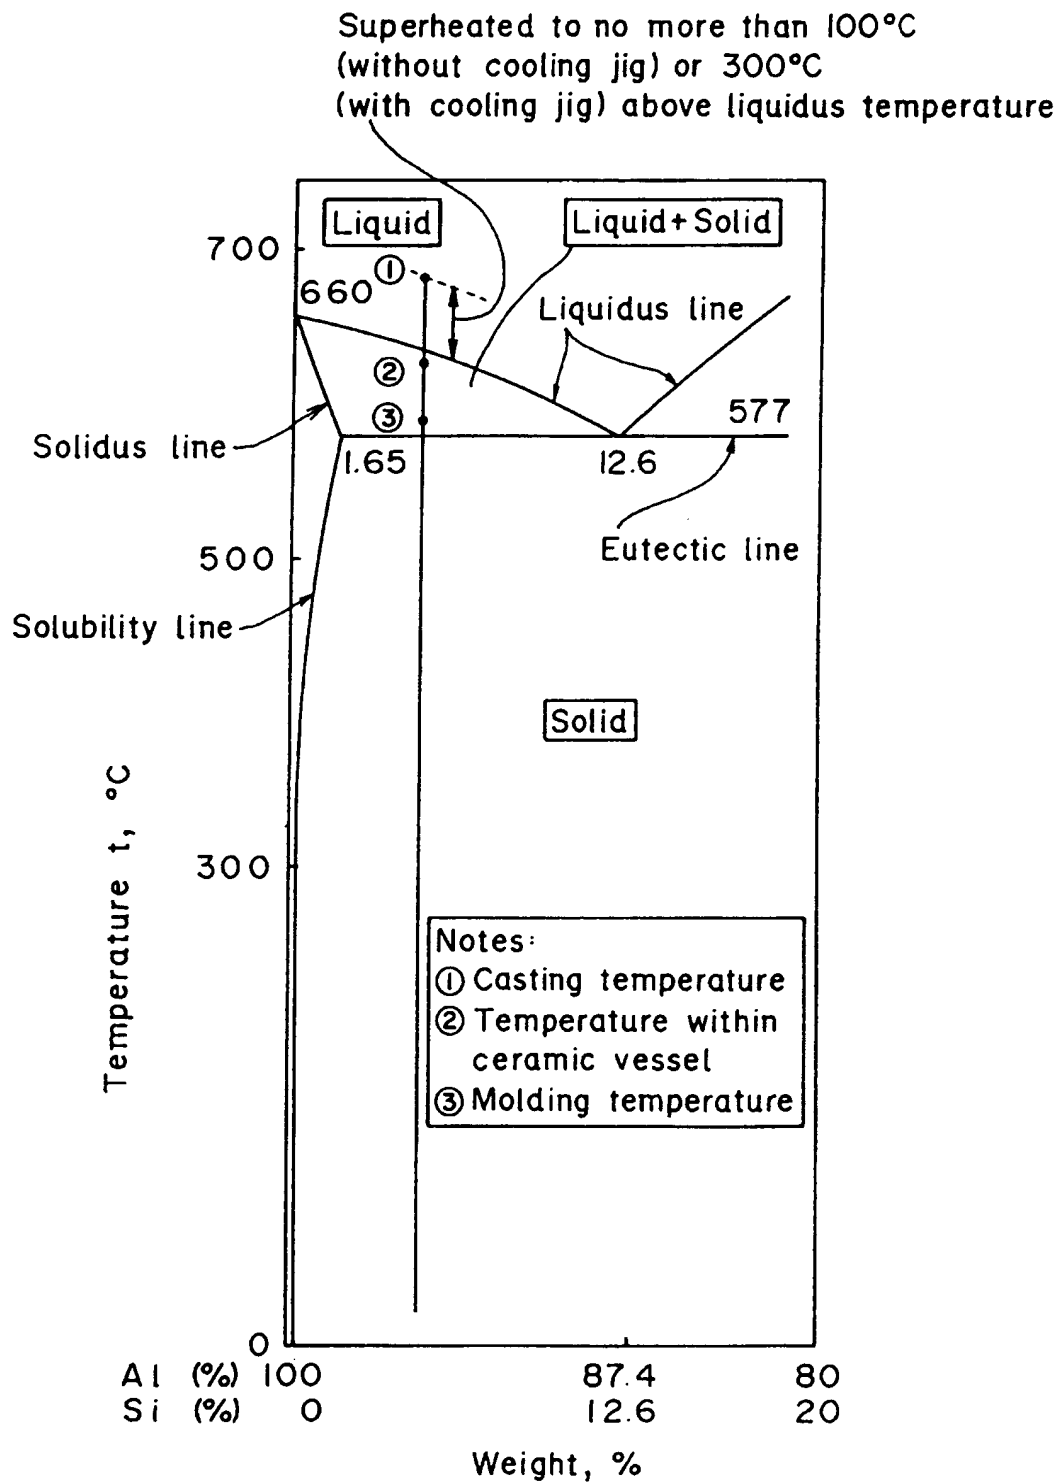 Superheated to no more than 100°C
(without cooling jig) or 300°C
(with cooling jig) above liquidus temperature
Liquid
Liquid+Solid
700
①
660
Liquidus line
②
③
577
Solidus line
1.65
12.6
500
Eutectic line
Solubility line
Solid
Temperature t, °C
300
Notes:
① Casting temperature
② Temperature within
ceramic vessel
③ Molding temperature
0
Al (%) 100 87.4 80
Si (%) 0 12.6 20
Weight, %